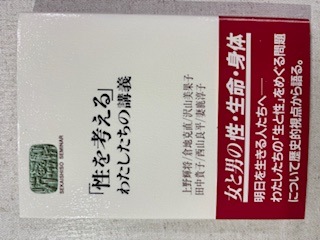 女と男の性・生命・身体
明日を生きる人たちへ──
わたしたちの「生と性」をめぐる問題
について歴史的視点から語る。
「性を考える」
わたしたちの講義
上野輝将/倉地克直/沢山美果子
田中貴子/西山良平/妻鹿淳子
SEKAISHISO SEMINAR